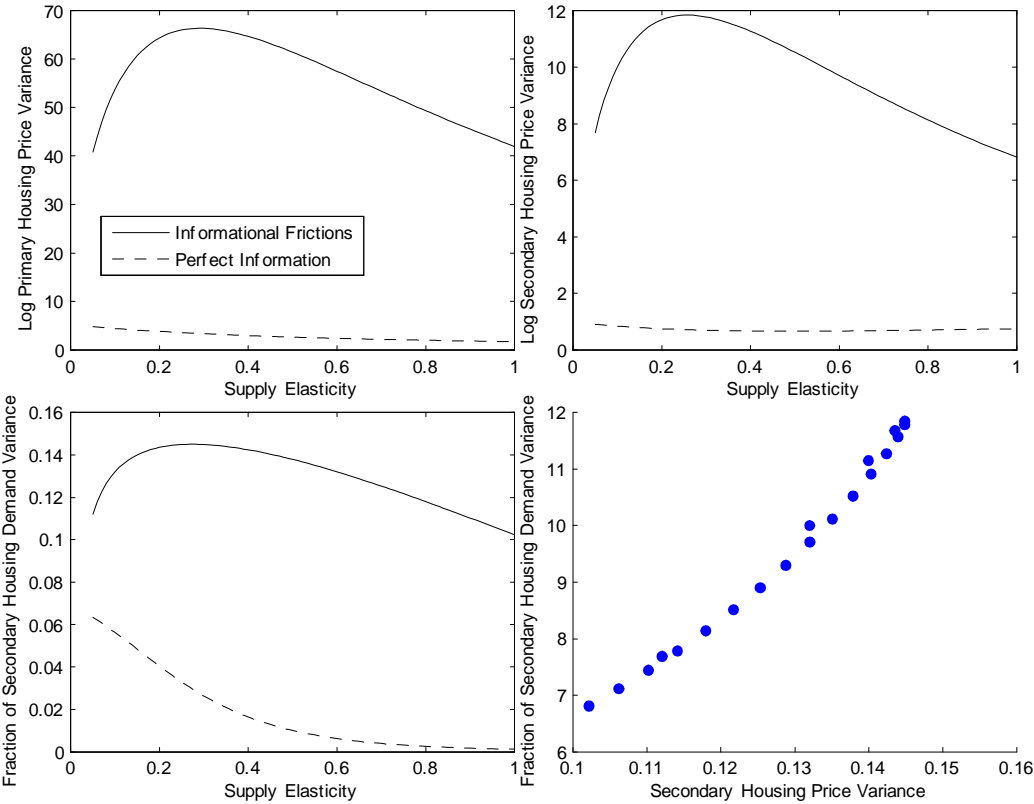 Log Primary Housing Price Variance
70
60
50
40
30
20
10
0
Informational Frictions
Perfect Information
0 0.2 0.4 0.6 0.8 1
Supply Elasticity
Log Secondary Housing Price Variance
12
10
8
6
4
2
0
0 0.2 0.4 0.6 0.8 1
Supply Elasticity
Fraction of Secondary Housing Demand Variance
0.16
0.14
0.12
0.1
0.08
0.06
0.04
0.02
0
0 0.2 0.4 0.6 0.8 1
Supply Elasticity
Fraction of Secondary Housing Demand Variance
12
11
10
9
8
7
6
0.1 0.11 0.12 0.13 0.14 0.15 0.16
Secondary Housing Price Variance